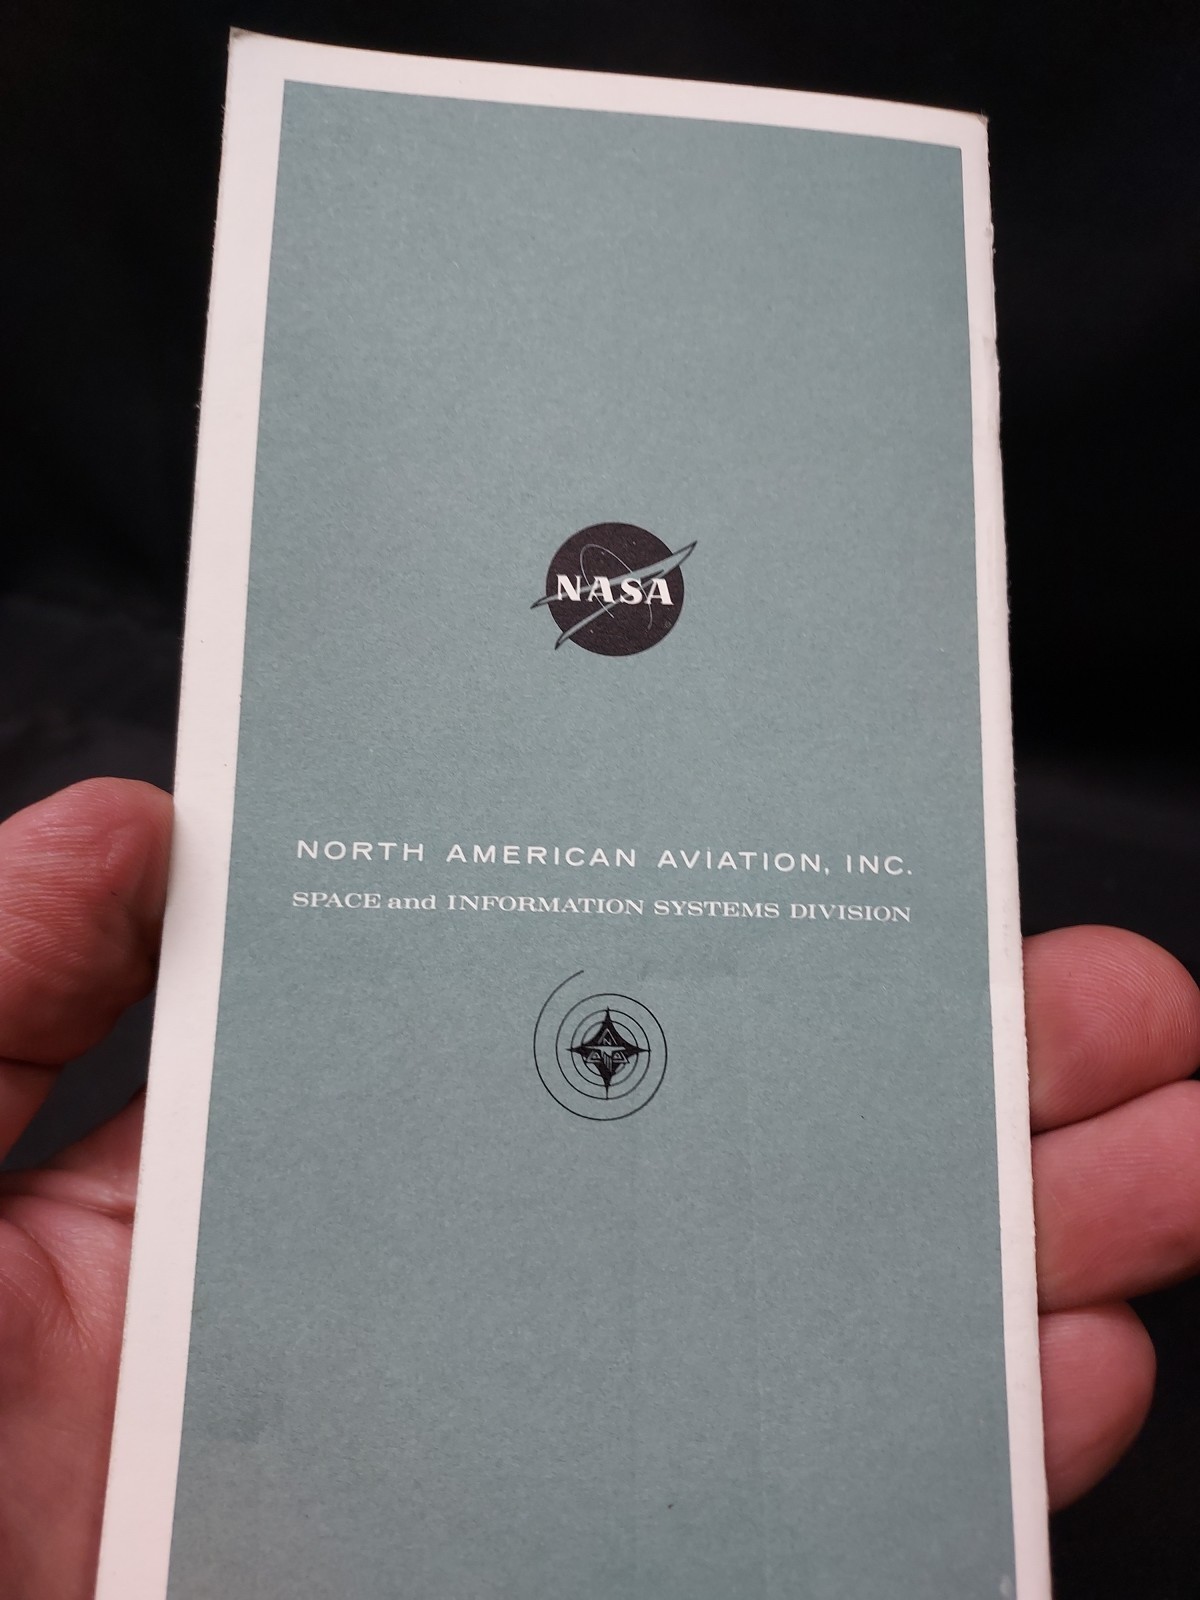 NASA
NORTH AMERICAN AVIATION, INC.
SPACE and INFORMATION SYSTEMS DIVISION